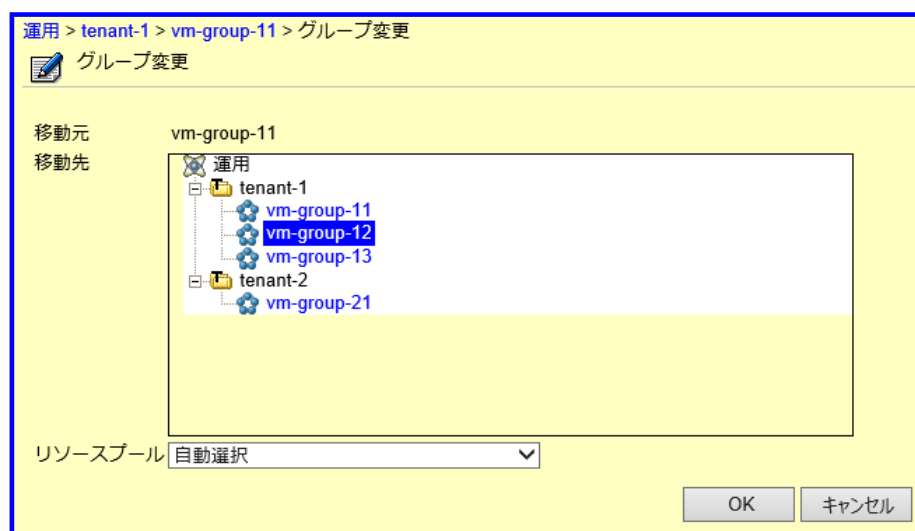 運用 > tenant-1 > vm-group-11 > グループ変更
グループ変更
移動元 vm-group-11
移動先
運用
tenant-1
vm-group-11
vm-group-12
vm-group-13
tenant-2
vm-group-21
リソースプール 自動選択
OK キャンセル